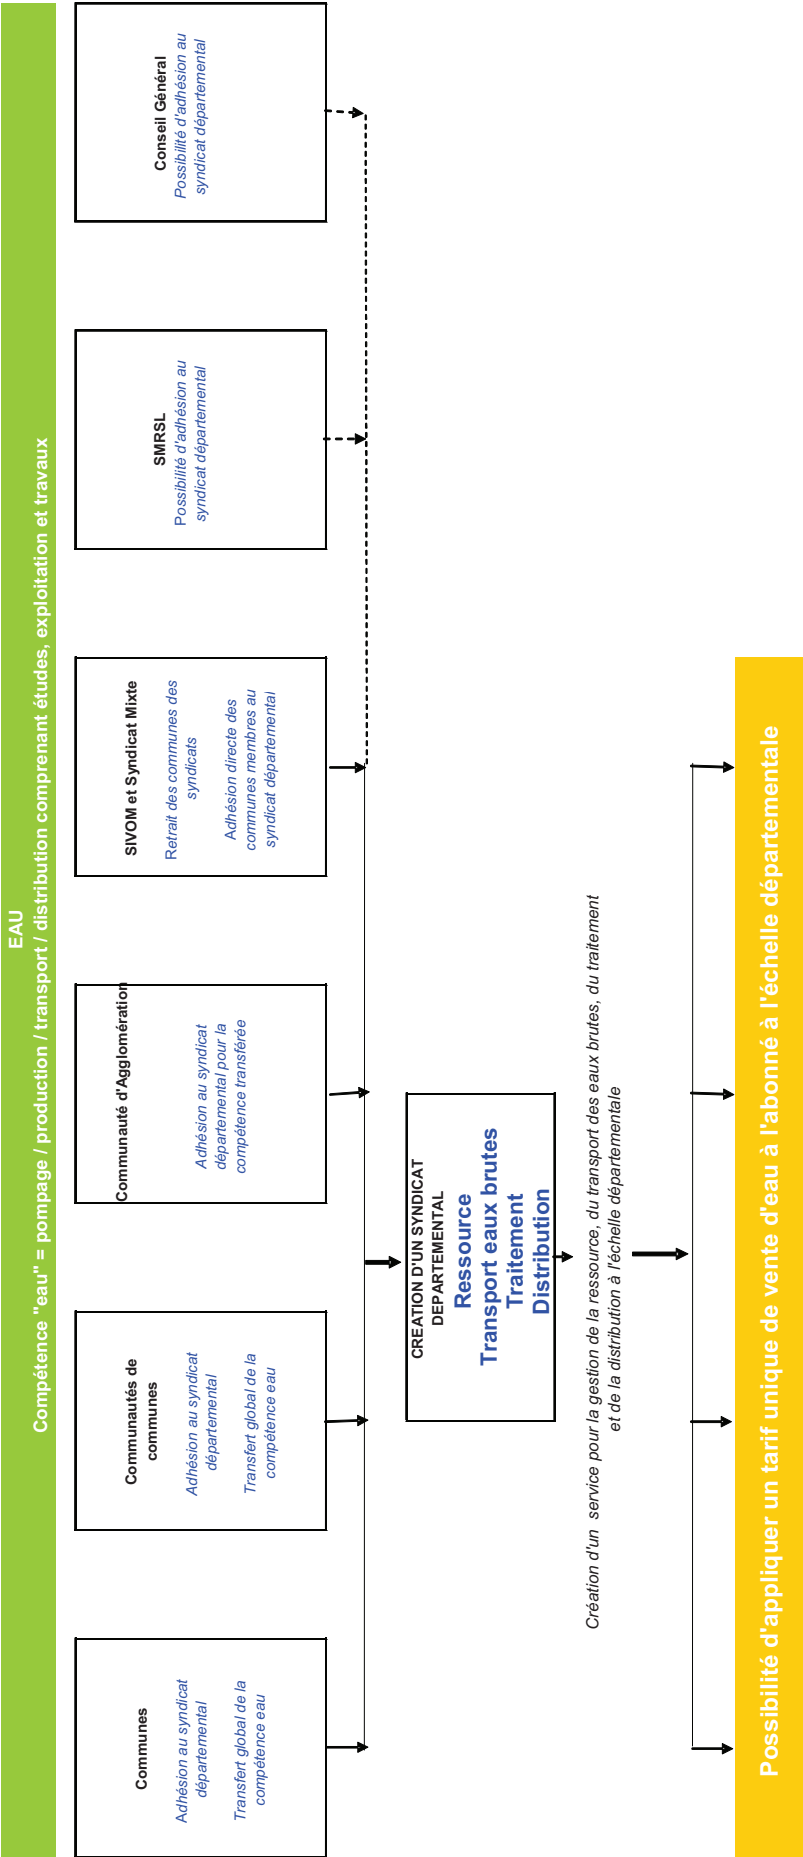 EAU
Compétence "eau" = pompage / production / transport / distribution comprenant études, exploitation et travaux
Communes
Adhésion au syndicat
départemental
Transfert global de la
compétence eau
Communautés de
communes
Adhésion au syndicat
départemental
Transfert global de la
compétence eau
Communauté d'Agglomération
Adhésion au syndicat
départemental pour la
compétence transférée
SIVOM et Syndicat Mixte
Retrait des communes des
syndicats
Adhésion directe des
communes membres au
syndicat départemental
SMRSL
Possibilité d'adhésion au
syndicat départemental
Conseil Général
Possibilité d'adhésion au
syndicat départemental
CREATION D'UN SYNDICAT
DEPARTEMENTAL
Ressource
Transport eaux brutes
Traitement
Distribution
Création d'un service pour la gestion de la ressource, du transport des eaux brutes, du traitement
et de la distribution à l'échelle départementale
Possibilité d'appliquer un tarif unique de vente d'eau à l'abonné à l'échelle départementale